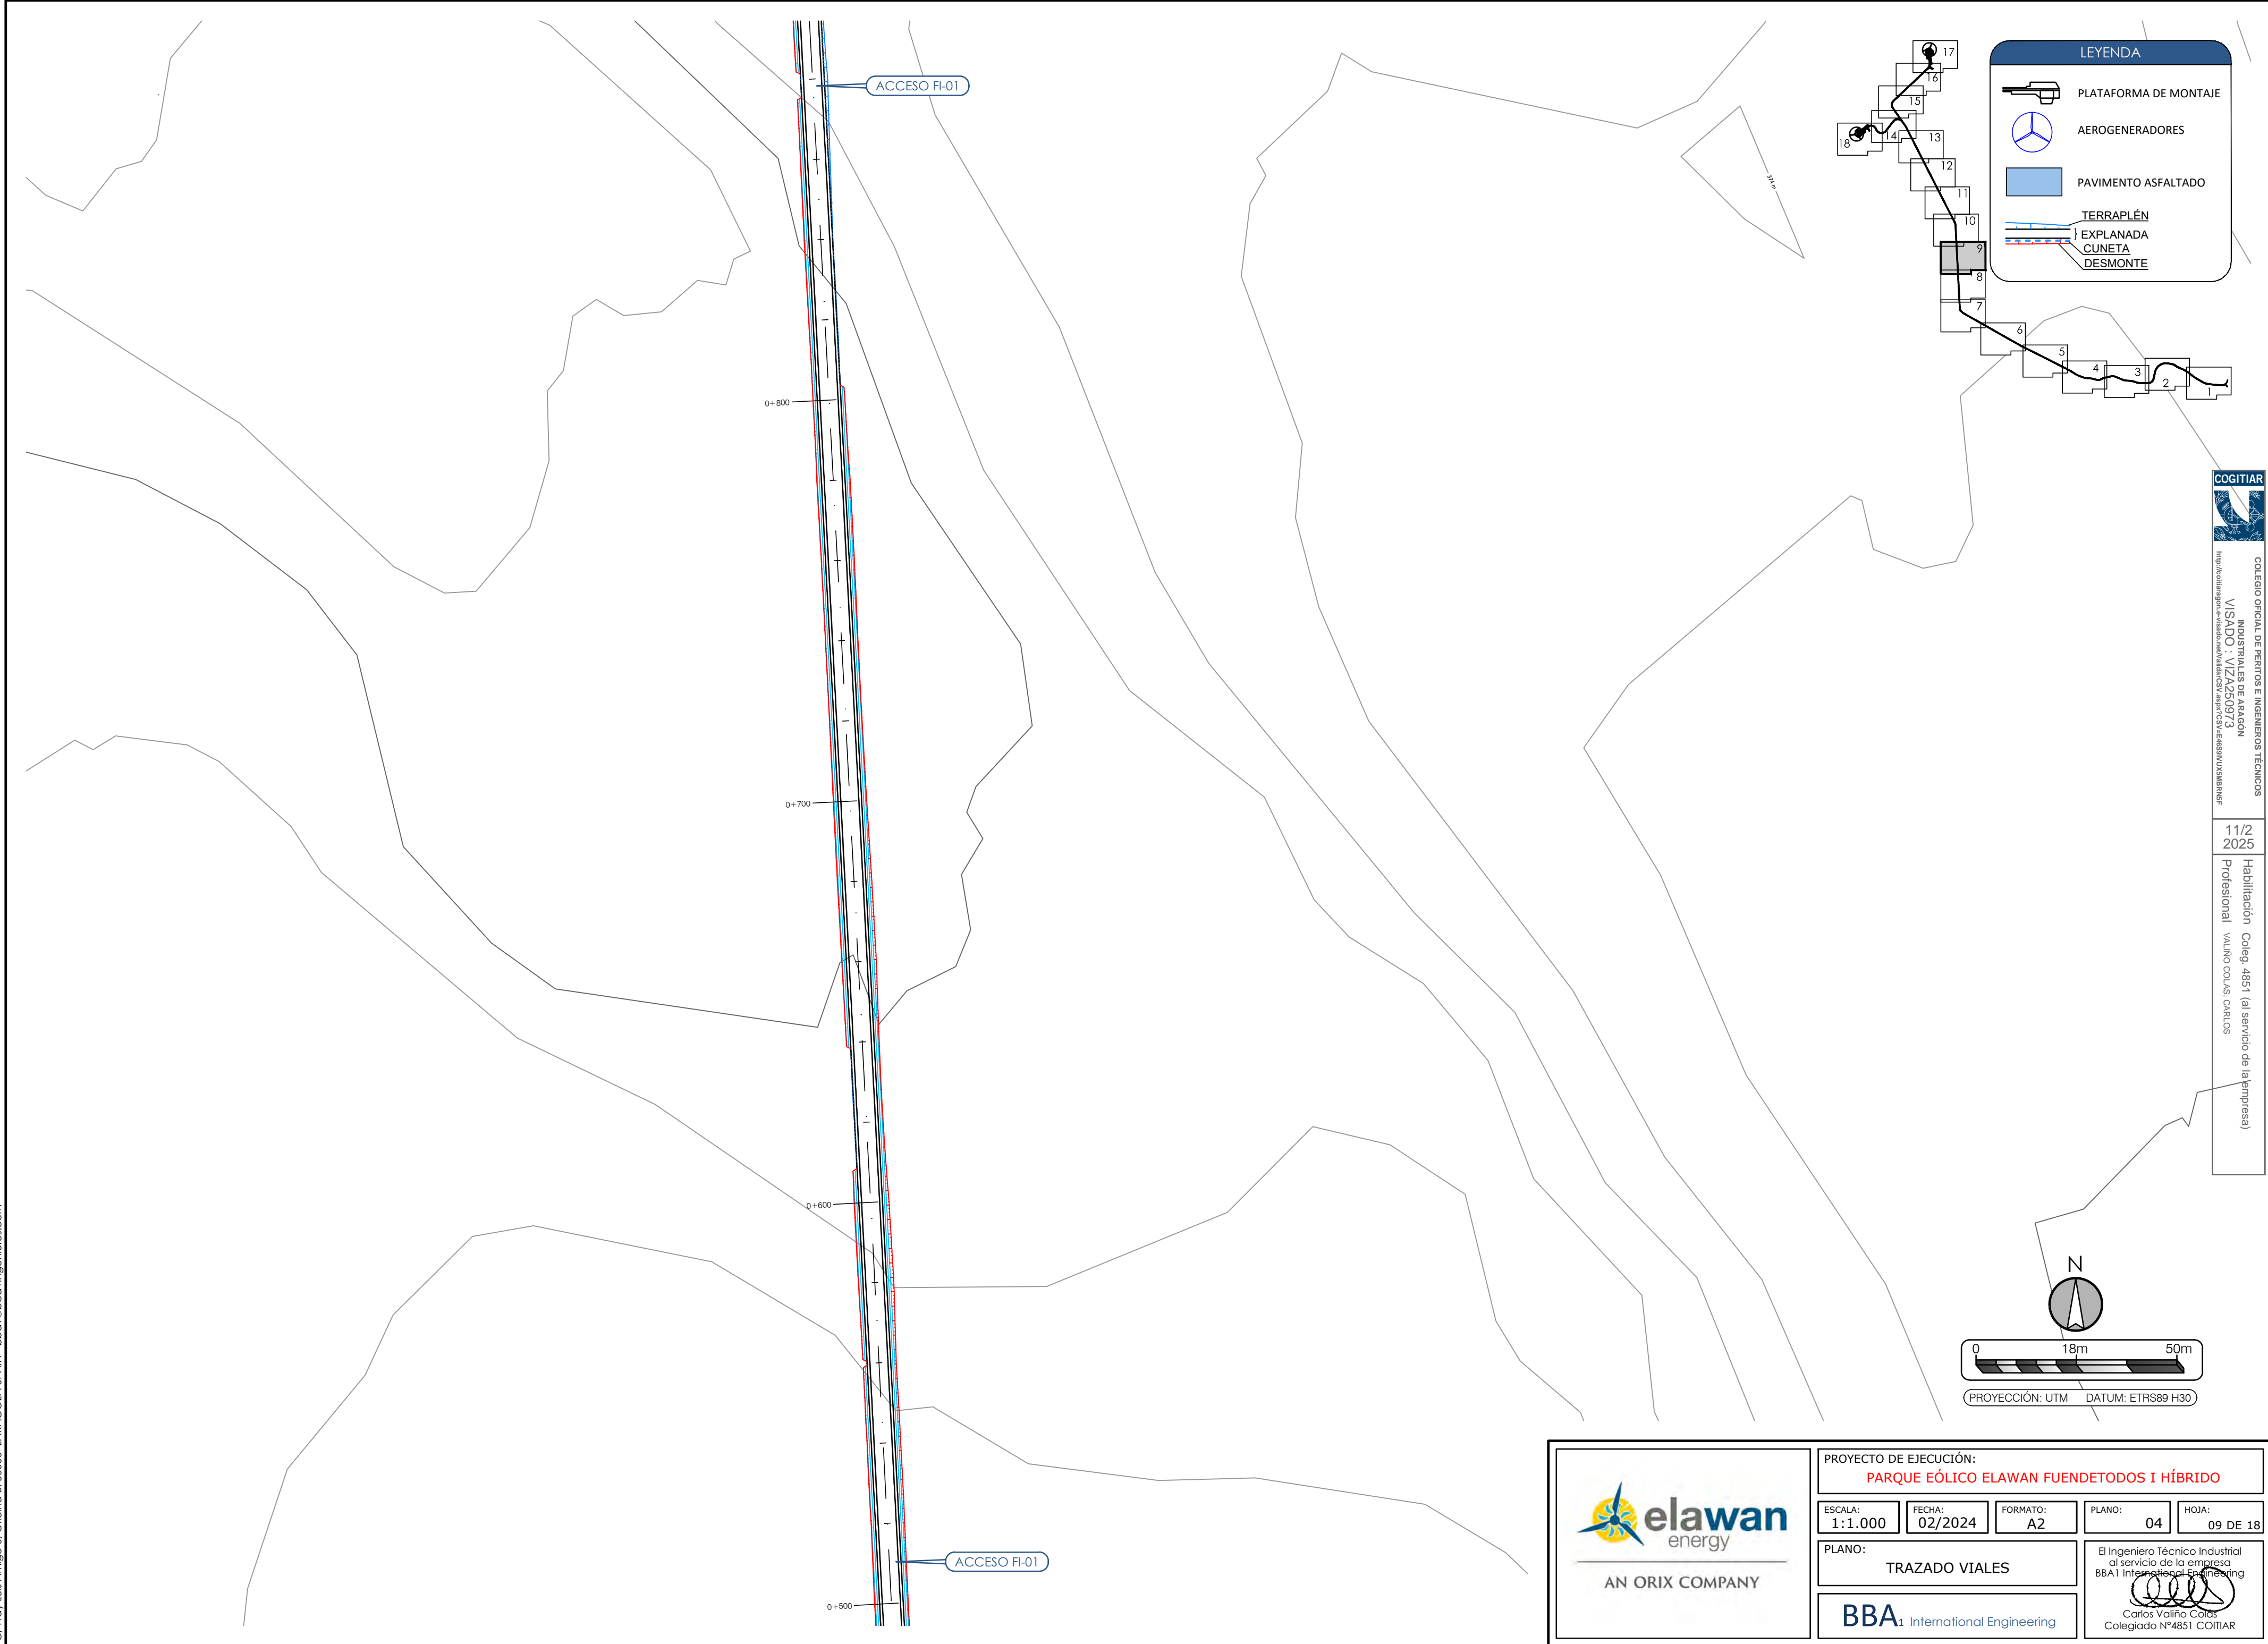 ACCESO FI-01
0+800
0+700
0+600
0+500
ACCESO FI-01
374 m
17
16
15
14
18
13
12
11
10
9
8
7
6
5
4
3
2
1
LEYENDA
PLATAFORMA DE MONTAJE
AEROGENERADORES
PAVIMENTO ASFALTADO
TERRAPLÉN
} EXPLANADA
CUNETA
DESMONTE
COGITIAR
COLEGIO OFICIAL DE PERITOS E INGENIEROS TÉCNICOS
INDUSTRIALES DE ARAGÓN
VISADO : VIZA250973
11/2
2025
Habilitación Coleg. 4851 (al servicio de la empresa)
Profesional VALIÑO COLAS, CARLOS
N
0 18m 50m
PROYECCIÓN: UTM DATUM: ETRS89 H30
elawan
energy
AN ORIX COMPANY
PROYECTO DE EJECUCIÓN:
PARQUE EÓLICO ELAWAN FUENDETODOS I HÍBRIDO
ESCALA:
1:1.000
FECHA:
02/2024
FORMATO:
A2
PLANO:
04
HOJA:
09 DE 18
PLANO:
TRAZADO VIALES
BBA1 International Engineering
El Ingeniero Técnico Industrial
al servicio de la empresa
BBA1 International Engineering
Carlos Valiño Colás
Colegiado Nº4851 COITIAR